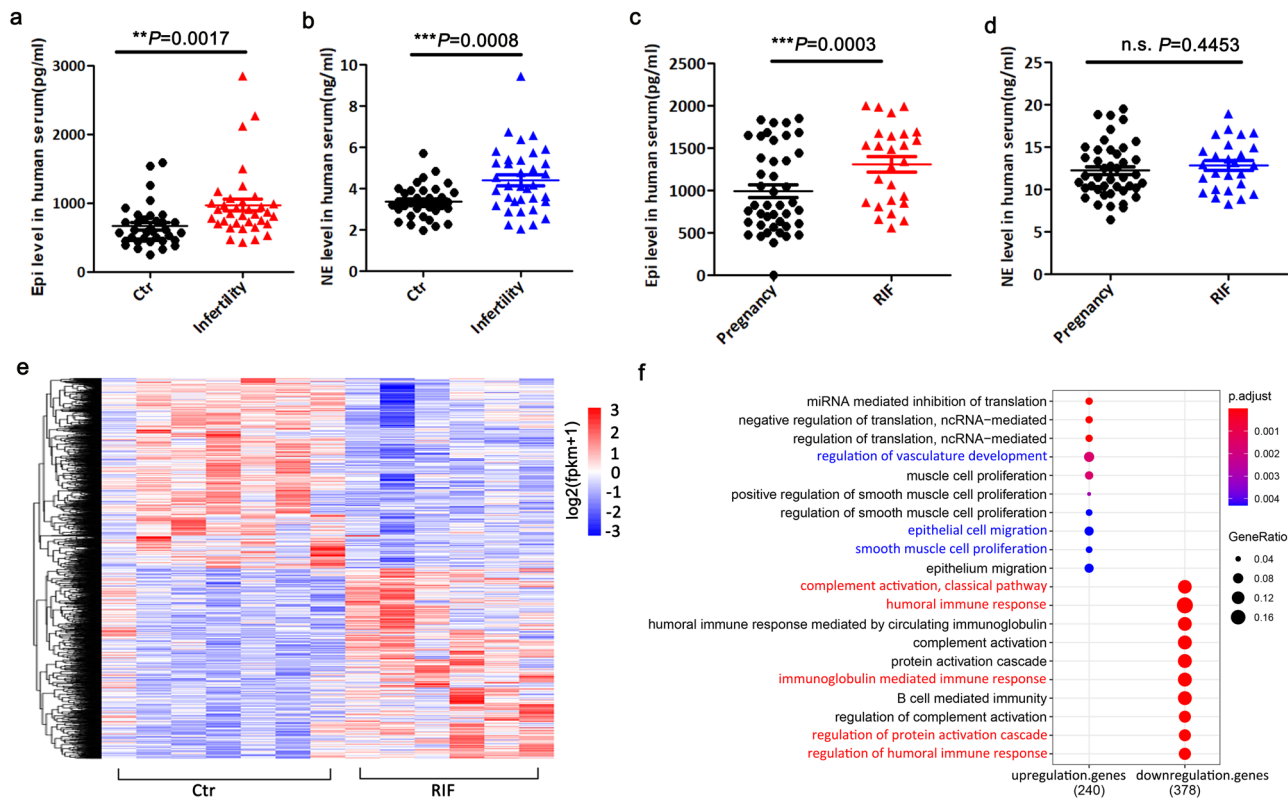 a
**P=0.0017
Epi level in human serum(pg/ml)
3000
2000
1000
0
Ctr
Infertility
b
***P=0.0008
NE level in human serum(ng/ml)
10
8
6
4
2
0
Ctr
Infertility
c
***P=0.0003
Epi level in human serum(pg/ml)
2500
2000
1500
1000
500
0
Pregnancy
RIF
d
n.s. P=0.4453
NE level in human serum(ng/ml)
25
20
15
10
5
0
Pregnancy
RIF
e
3
2
1
0
-1
-2
-3
log2(fpkm+1)
Ctr
RIF
f
miRNA mediated inhibition of translation
negative regulation of translation, ncRNA−mediated
regulation of translation, ncRNA−mediated
regulation of vasculature development
muscle cell proliferation
positive regulation of smooth muscle cell proliferation
regulation of smooth muscle cell proliferation
epithelial cell migration
smooth muscle cell proliferation
epithelium migration
complement activation, classical pathway
humoral immune response
humoral immune response mediated by circulating immunoglobulin
complement activation
protein activation cascade
immunoglobulin mediated immune response
B cell mediated immunity
regulation of complement activation
regulation of protein activation cascade
regulation of humoral immune response
upregulation.genes
(240)
downregulation.genes
(378)
p.adjust
0.001
0.002
0.003
0.004
GeneRatio
0.04
0.08
0.12
0.16